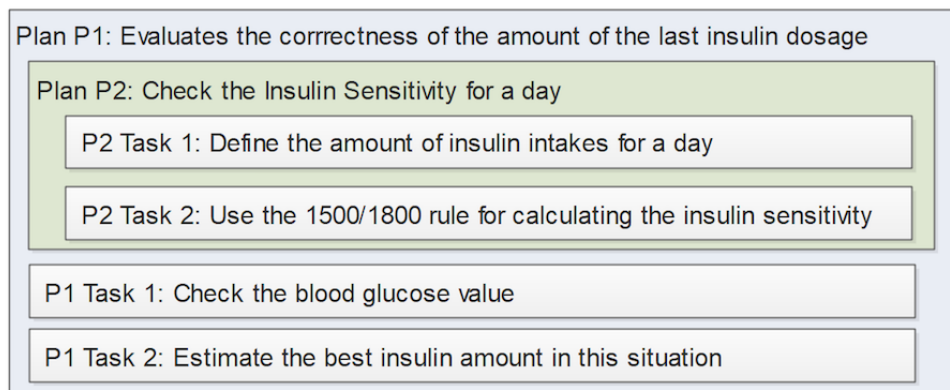 Plan P1: Evaluates the corrrectness of the amount of the last insulin dosage
Plan P2: Check the Insulin Sensitivity for a day
P2 Task 1: Define the amount of insulin intakes for a day
P2 Task 2: Use the 1500/1800 rule for calculating the insulin sensitivity
P1 Task 1: Check the blood glucose value
P1 Task 2: Estimate the best insulin amount in this situation